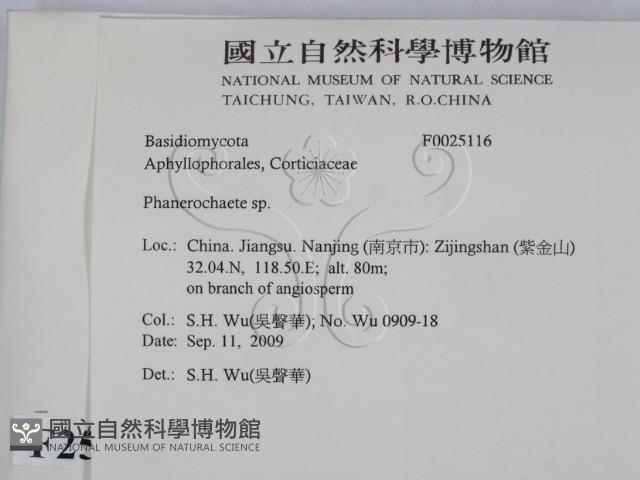 國立自然科學博物館
NATIONAL MUSEUM OF NATURAL SCIENCE
TAICHUNG, TAIWAN, R.O.CHINA
Basidiomycota F0025116
Aphyllophorales, Corticiaceae
Phanerochaete sp.
Loc.: China. Jiangsu. Nanjing (南京市): Zijingshan (紫金山)
32.04.N, 118.50.E; alt. 80m;
on branch of angiosperm
Col.: S.H. Wu(吳聲華); No. Wu 0909-18
Date: Sep. 11, 2009
Det.: S.H. Wu(吳聲華)
國立自然科學博物館
NATIONAL MUSEUM OF NATURAL SCIENCE